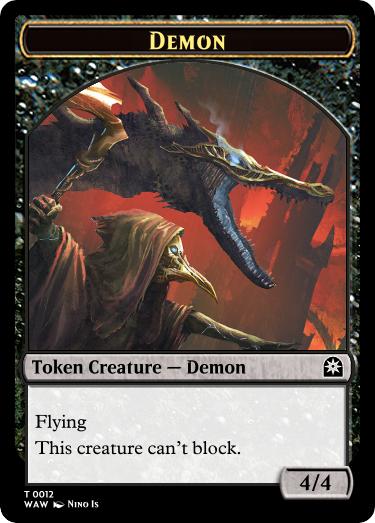 Demon
Token Creature — Demon
Flying
This creature can't block.
4/4
T 0012
WAW Nino Is